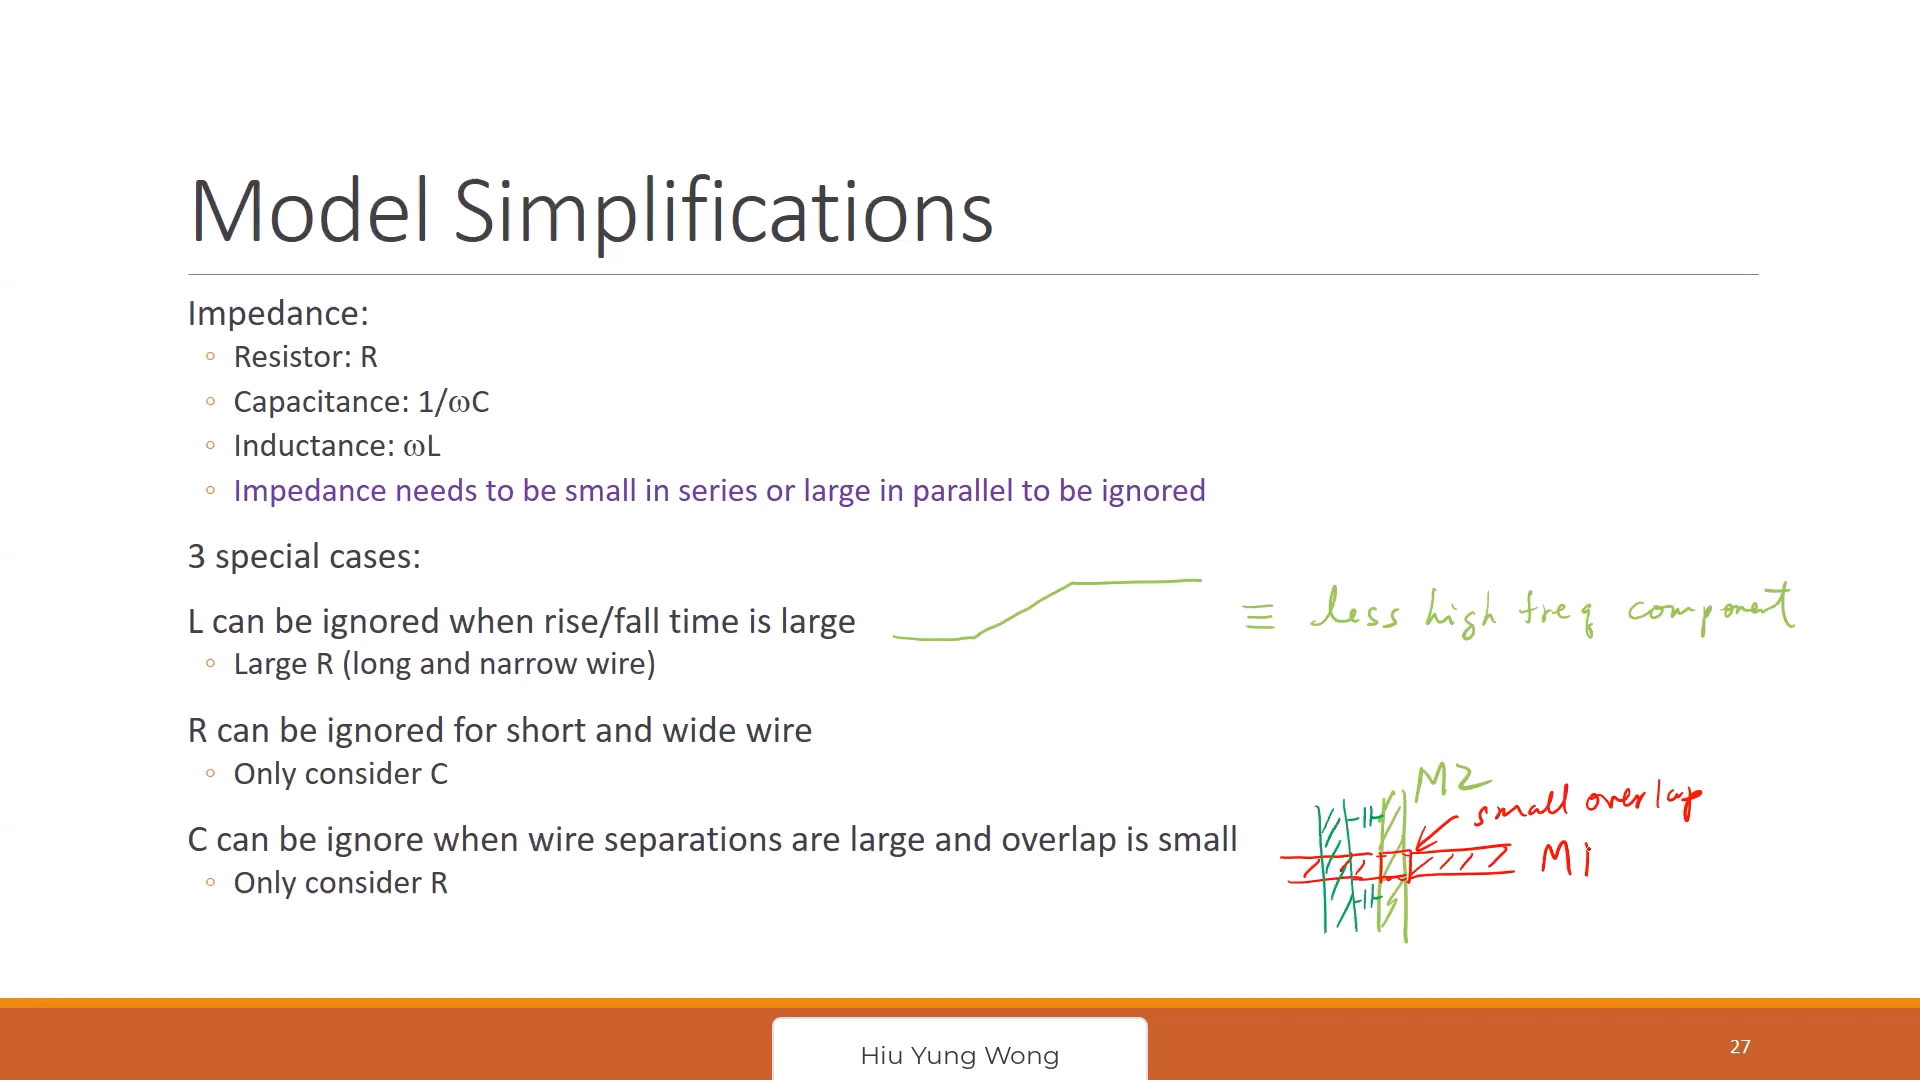 Model Simplifications
Impedance:
◦ Resistor: R
◦ Capacitance: 1/ωC
◦ Inductance: ωL
◦ Impedance needs to be small in series or large in parallel to be ignored
3 special cases:
L can be ignored when rise/fall time is large
≡ less high freq component
◦ Large R (long and narrow wire)
R can be ignored for short and wide wire
◦ Only consider C
M2
small overlap
C can be ignore when wire separations are large and overlap is small
M1
◦ Only consider R
Hiu Yung Wong
27